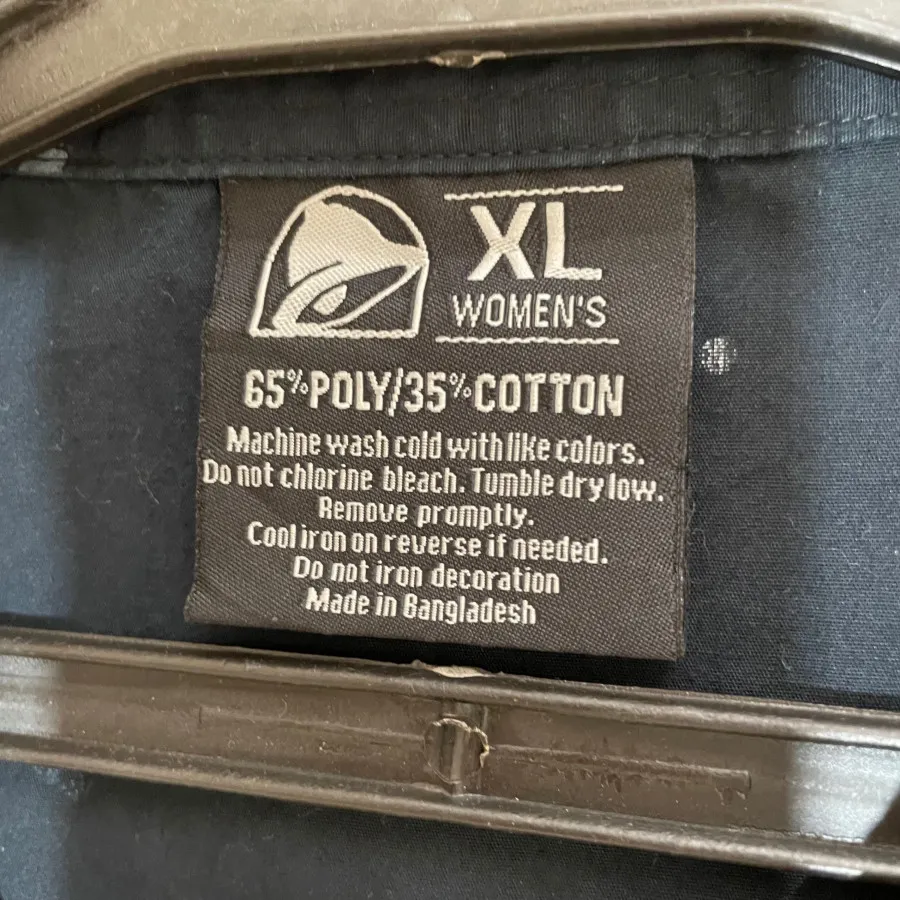 XL
WOMEN'S
65% POLY/35% COTTON
Machine wash cold with like colors.
Do not chlorine bleach. Tumble dry low.
Remove promptly.
Cool iron on reverse if needed.
Do not iron decoration
Made in Bangladesh